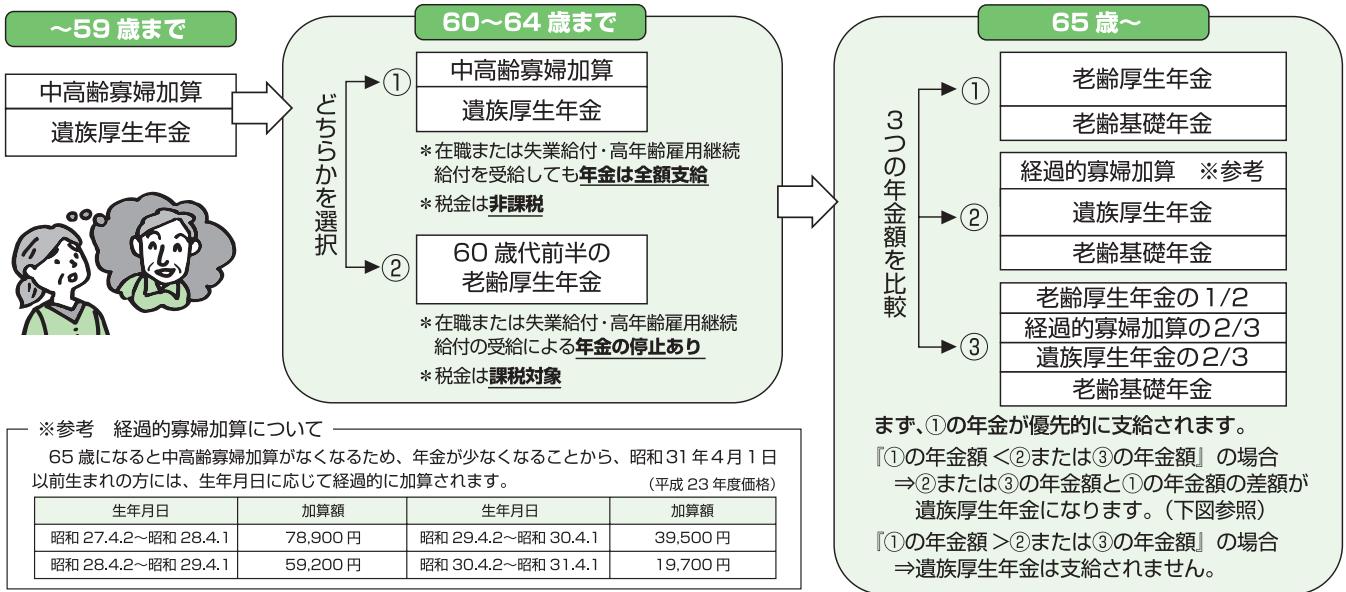 ～59歳まで
中高齢寡婦加算
遺族厚生年金
60～64歳まで
どちらかを選択
①
中高齢寡婦加算
遺族厚生年金
＊在職または失業給付・高年齢雇用継続
給付を受給しても年金は全額支給
＊税金は非課税
②
60歳代前半の
老齢厚生年金
＊在職または失業給付・高年齢雇用継続
給付の受給による年金の停止あり
＊税金は課税対象
65歳～
3つの年金額を比較
①
老齢厚生年金
老齢基礎年金
②
経過的寡婦加算　※参考
遺族厚生年金
老齢基礎年金
③
老齢厚生年金の1/2
経過的寡婦加算の2/3
遺族厚生年金の2/3
老齢基礎年金
まず、①の年金が優先的に支給されます。
『①の年金額＜②または③の年金額』の場合
⇒②または③の年金額と①の年金額の差額が
遺族厚生年金になります。（下図参照）
『①の年金額＞②または③の年金額』の場合
⇒遺族厚生年金は支給されません。
※参考　経過的寡婦加算について
65歳になると中高齢寡婦加算がなくなるため、年金が少なくなることから、昭和31年4月1日
以前生まれの方には、生年月日に応じて経過的に加算されます。　（平成23年度価格）
生年月日　加算額　生年月日　加算額
昭和27.4.2～昭和28.4.1　78,900円　昭和29.4.2～昭和30.4.1　39,500円
昭和28.4.2～昭和29.4.1　59,200円　昭和30.4.2～昭和31.4.1　19,700円